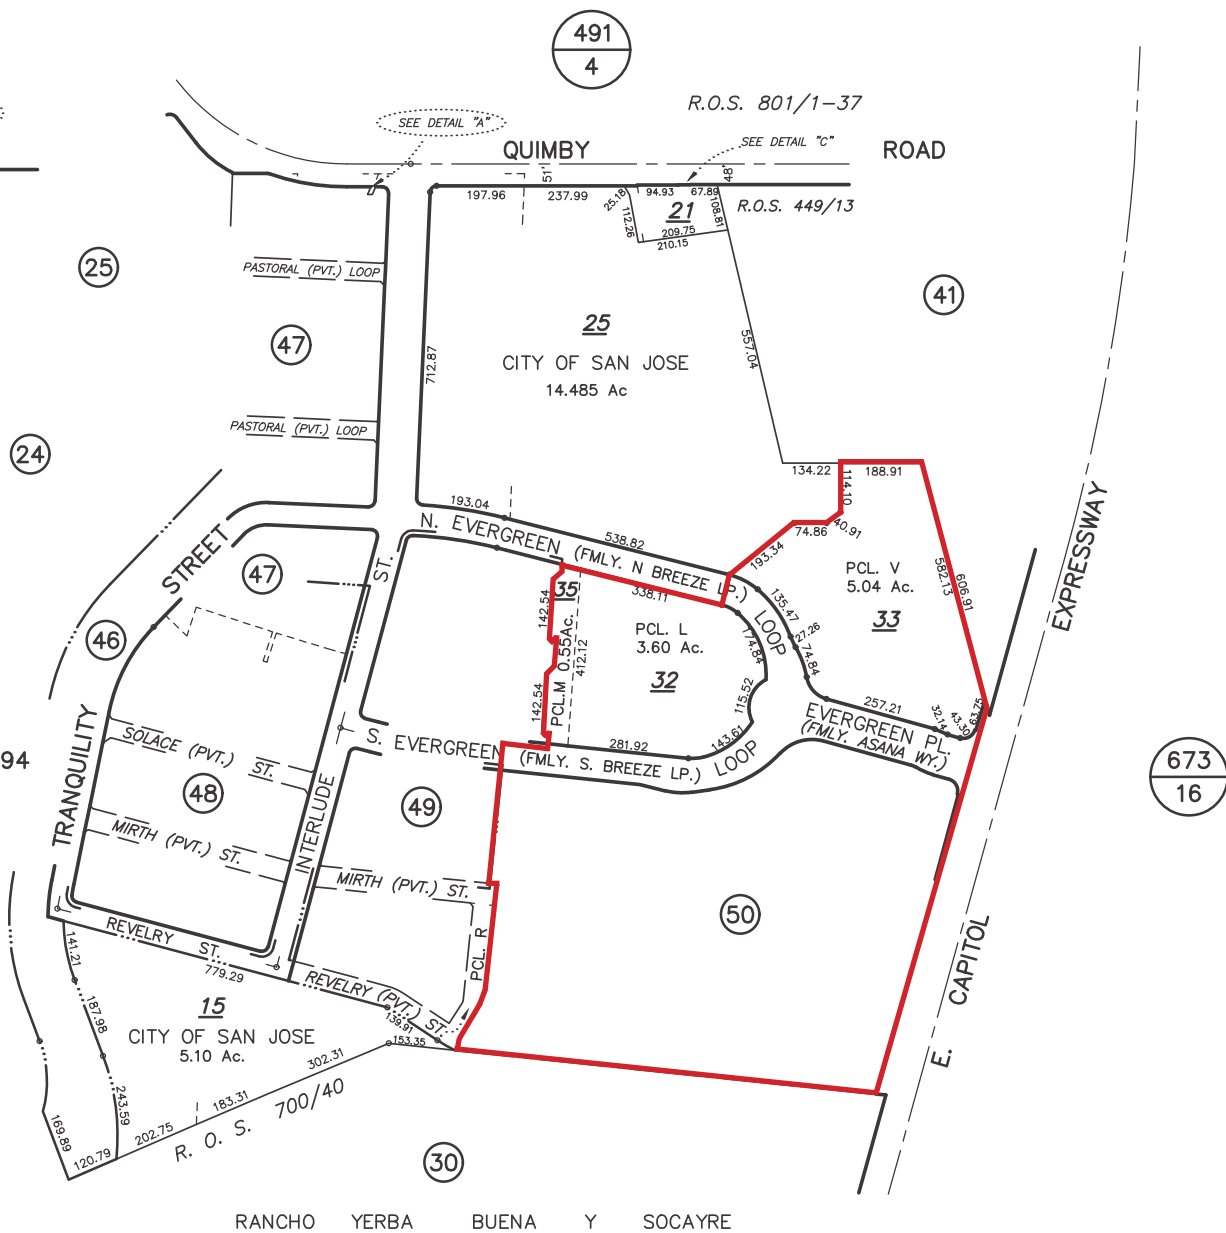 491
4
R.O.S. 801/1-37
SEE DETAIL "A"
QUIMBY
SEE DETAIL "C"
ROAD
51'
48'
197.96
237.99
25.18
94.93
67.89
R.O.S. 449/13
112.26
21
108.81
209.75
210.15
25
PASTORAL (PVT.) LOOP
41
47
25
CITY OF SAN JOSE
14.485 Ac
712.87
557.04
PASTORAL (PVT.) LOOP
24
134.22
188.91
114.10
193.04
N. EVERGREEN (FMLY. N BREEZE LP.) LOOP
538.82
74.86
40.91
193.34
EXPRESSWAY
STREET
ST.
47
PCL. V
5.04 Ac.
33
582.13
606.91
35
338.11
142.54
135.47
46
PCL. L
3.60 Ac.
32
174.84
27.26
74.84
PCL.M 0.55Ac.
412.12
142.54
115.52
257.21
32.14
43.30
63.75
TRANQUILITY
SOLACE (PVT.) ST.
S. EVERGREEN (FMLY. S. BREEZE LP.) LOOP
281.92
143.61
EVERGREEN PL.
(FMLY. ASANA WY.)
94
673
16
48
49
INTERLUDE
MIRTH (PVT.) ST.
MIRTH (PVT.) ST.
50
REVELRY ST.
PCL. R
141.21
779.29
REVELRY (PVT.) ST.
E. CAPITOL
187.98
15
CITY OF SAN JOSE
5.10 Ac.
139.91
153.35
302.31
243.59
183.31
R. O. S. 700/40
202.75
169.89
120.79
30
RANCHO YERBA BUENA Y SOCAYRE